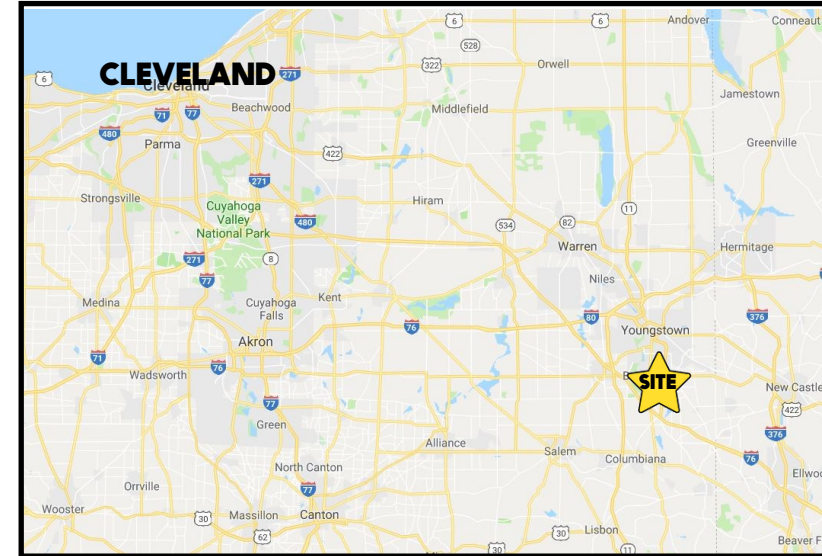 6
6
Andover
Conneaut
528
CLEVELAND
271
322
Orwell
6
Cleveland
Jamestown
Beachwood
Middlefield
71
77
480
Parma
Greenville
422
271
Strongsville
Hiram
Cuyahoga
Valley
National Park
11
480
534
82
Warren
Hermitage
271
8
77
Niles
Medina
Cuyahoga
Falls
Kent
80
376
76
Youngstown
Akron
71
76
Wadsworth
SITE
New Castle
77
422
Green
376
Alliance
Salem
Columbiana
76
North Canton
Ellwo
Orrville
77
Wooster
30
Massillon
Canton
30
Lisbon
62
Beaver F
30
11